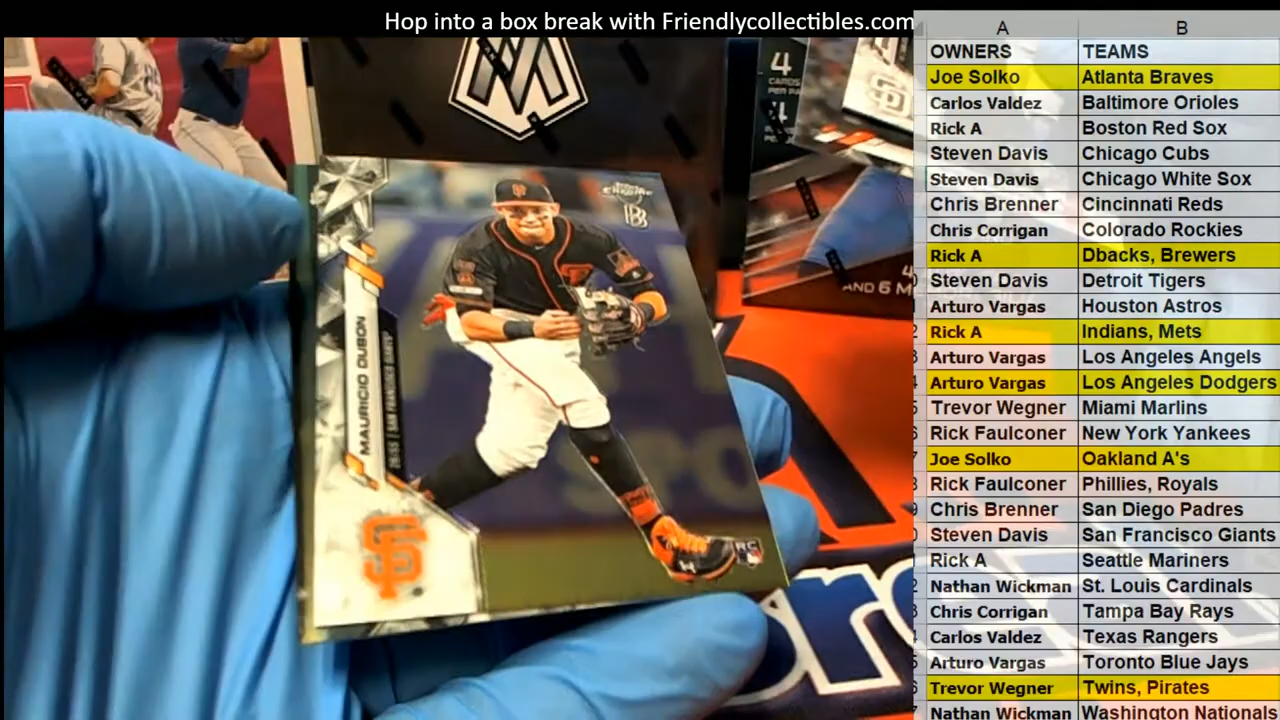 Hop into a box break with Friendlycollectibles.com
4
CARDS
AND 6 M
MAURICIO DUBON
2B/SS | SAN FRANCISCO GIANTS
SF
RC
A B
OWNERS TEAMS
Joe Solko Atlanta Braves
Carlos Valdez Baltimore Orioles
Rick A Boston Red Sox
Steven Davis Chicago Cubs
Steven Davis Chicago White Sox
Chris Brenner Cincinnati Reds
Chris Corrigan Colorado Rockies
Rick A Dbacks, Brewers
Steven Davis Detroit Tigers
Arturo Vargas Houston Astros
Rick A Indians, Mets
Arturo Vargas Los Angeles Angels
Arturo Vargas Los Angeles Dodgers
Trevor Wegner Miami Marlins
Rick Faulconer New York Yankees
Joe Solko Oakland A's
Rick Faulconer Phillies, Royals
Chris Brenner San Diego Padres
Steven Davis San Francisco Giants
Rick A Seattle Mariners
Nathan Wickman St. Louis Cardinals
Chris Corrigan Tampa Bay Rays
Carlos Valdez Texas Rangers
Arturo Vargas Toronto Blue Jays
Trevor Wegner Twins, Pirates
Nathan Wickman Washington Nationals